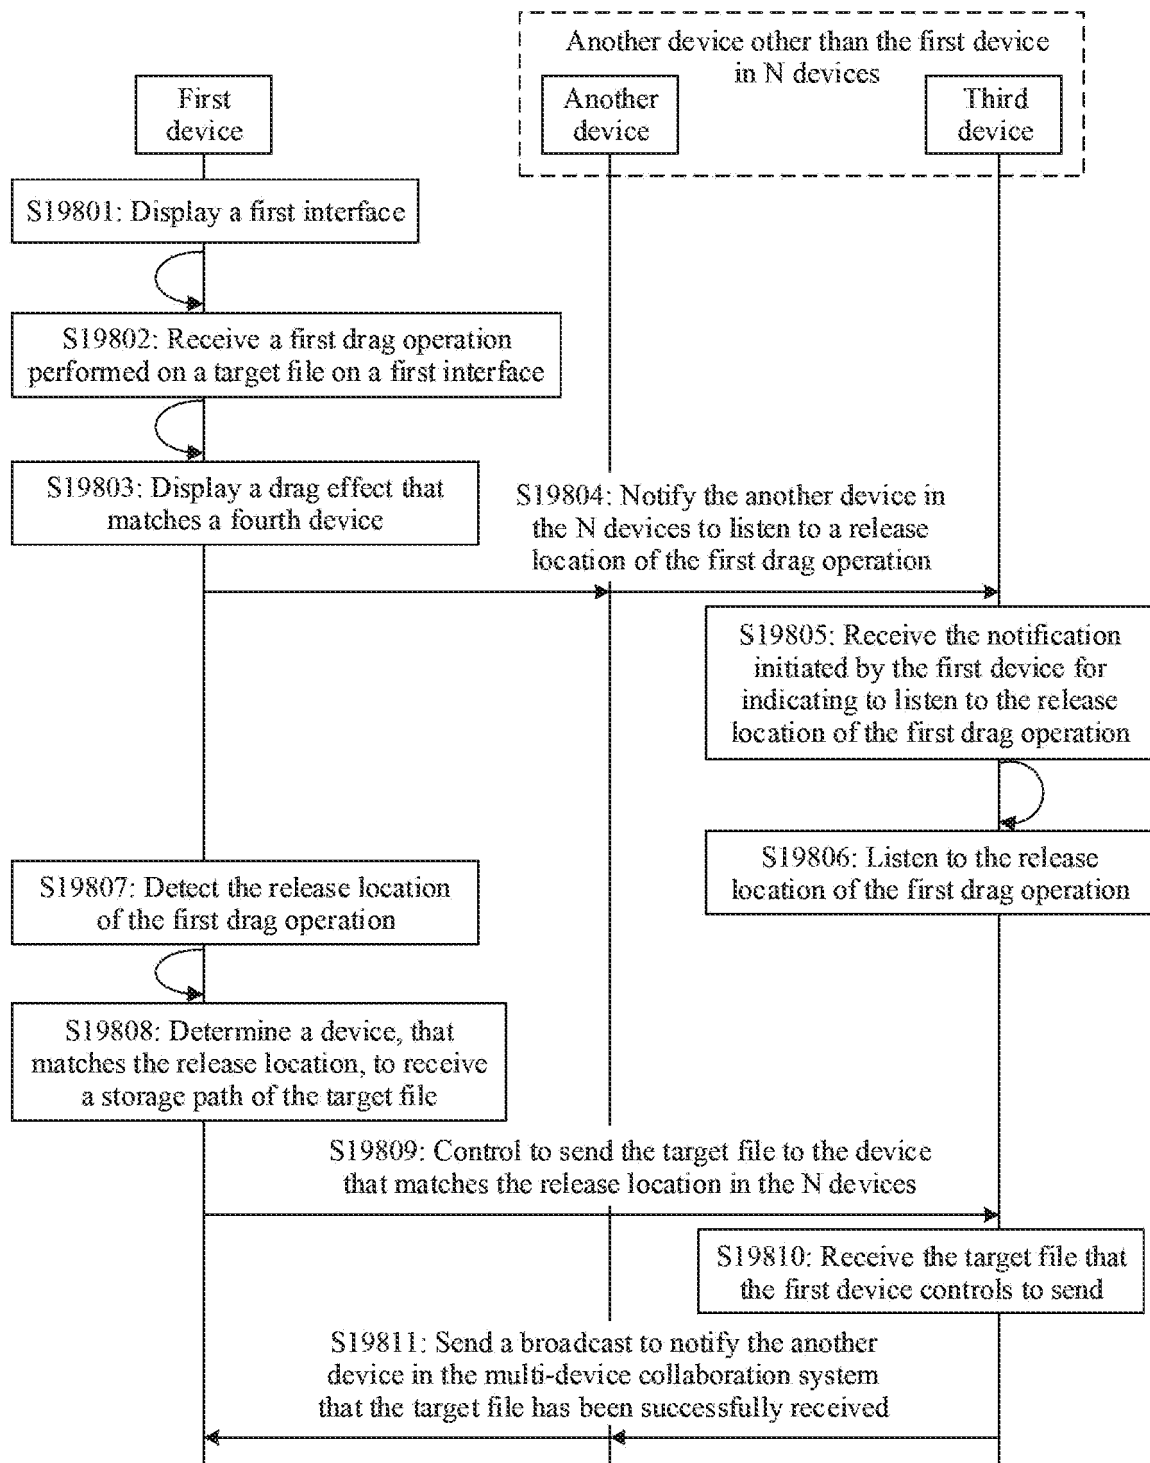 Another device other than the first device
in N devices
First
device
Another
device
Third
device
S19801: Display a first interface
S19802: Receive a first drag operation
performed on a target file on a first interface
S19803: Display a drag effect that
matches a fourth device
S19804: Notify the another device in
the N devices to listen to a release
location of the first drag operation
S19805: Receive the notification
initiated by the first device for
indicating to listen to the release
location of the first drag operation
S19806: Listen to the release
location of the first drag operation
S19807: Detect the release location
of the first drag operation
S19808: Determine a device, that
matches the release location, to receive
a storage path of the target file
S19809: Control to send the target file to the device
that matches the release location in the N devices
S19810: Receive the target file that
the first device controls to send
S19811: Send a broadcast to notify the another
device in the multi-device collaboration system
that the target file has been successfully received